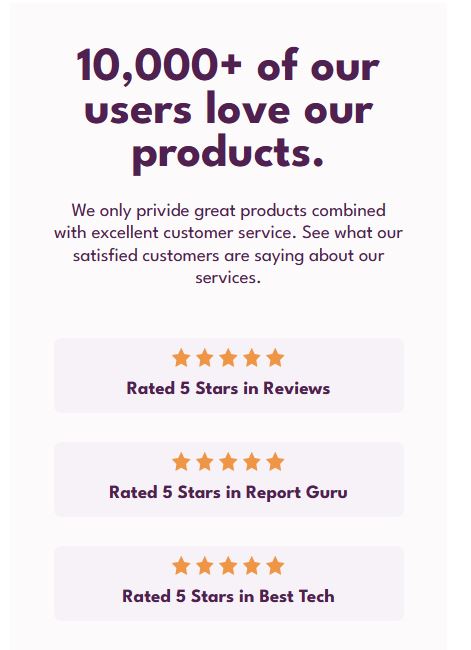 10,000+ of our
users love our
products.
We only privide great products combined
with excellent customer service. See what our
satisfied customers are saying about our
services.
Rated 5 Stars in Reviews
Rated 5 Stars in Report Guru
Rated 5 Stars in Best Tech